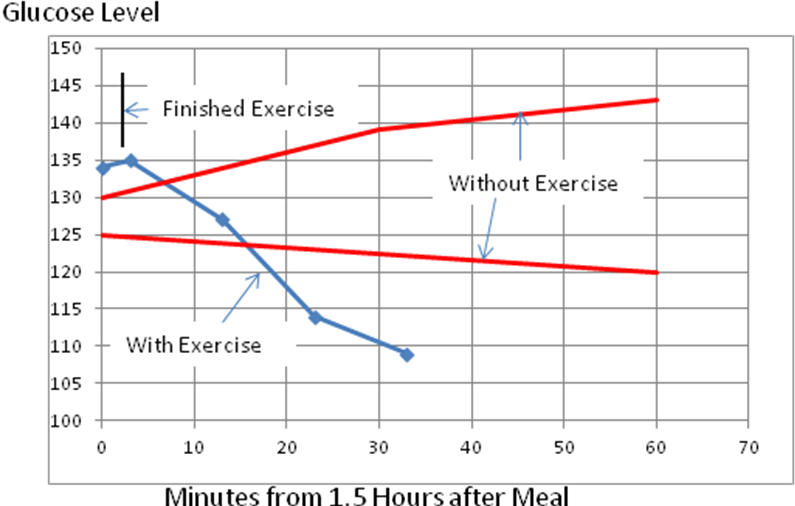 Glucose Level
150
145
Finished Exercise
140
135
Without Exercise
130
125
120
115
With Exercise
110
105
100
0 10 20 30 40 50 60 70
Minutes from 1.5 Hours after Meal